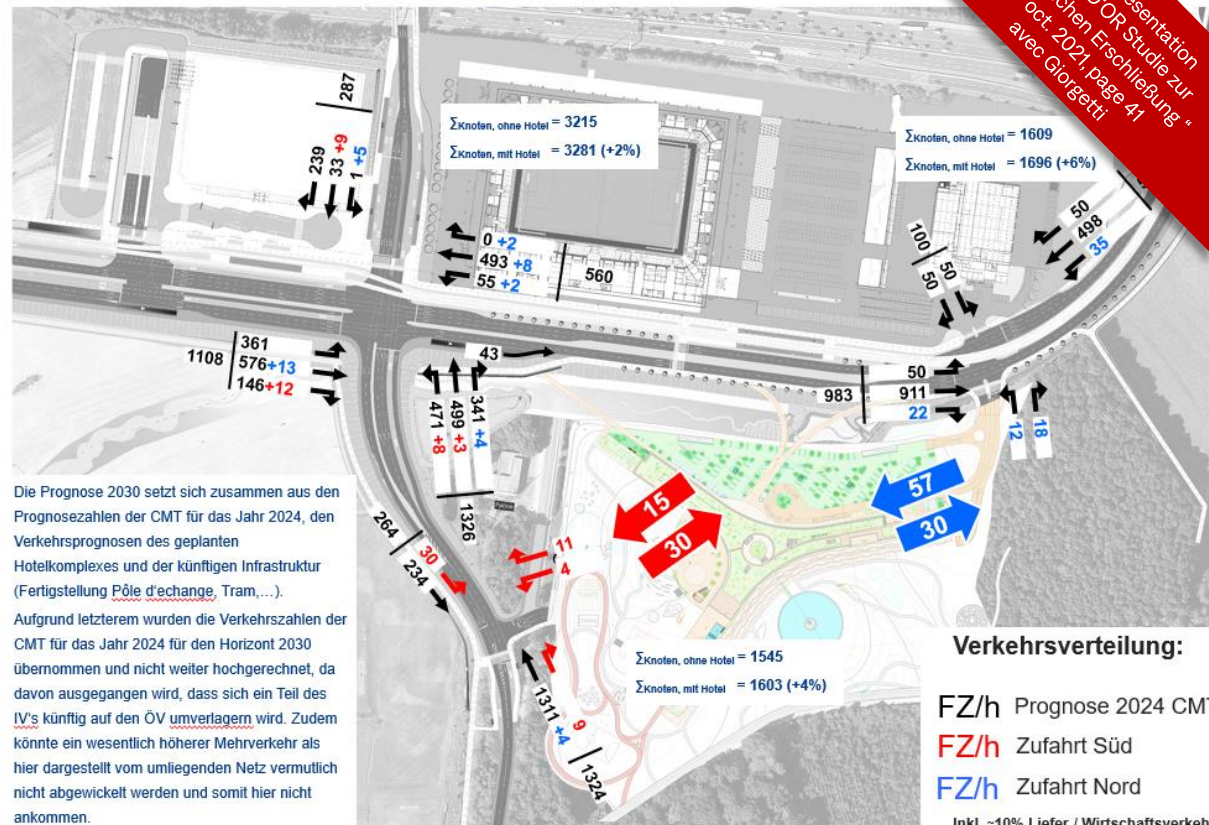 esentation
DOR Studie zur
chen Erschließung “
oct. 2021, page 41
avec Giorgetti
287
239
33 +9
1 +5
ΣKnoten, ohne Hotel = 3215
ΣKnoten, mit Hotel = 3281 (+2%)
ΣKnoten, ohne Hotel = 1609
ΣKnoten, mit Hotel = 1696 (+6%)
50
498
35
0 +2
493 +8
55 +2
560
100
50
50
1108
361
576+13
146+12
43
471 +8
499 +3
341 +4
1326
983
50
911
22
12
18
57
30
15
30
11
4
264
30
234
Die Prognose 2030 setzt sich zusammen aus den
Prognosezahlen der CMT für das Jahr 2024, den
Verkehrsprognosen des geplanten
Hotelkomplexes und der künftigen Infrastruktur
(Fertigstellung Pôle d'echange, Tram,…).
Aufgrund letzterem wurden die Verkehrszahlen der
CMT für das Jahr 2024 für den Horizont 2030
übernommen und nicht weiter hochgerechnet, da
davon ausgegangen wird, dass sich ein Teil des
IV's künftig auf den ÖV umverlagern wird. Zudem
könnte ein wesentlich höherer Mehrverkehr als
hier dargestellt vom umliegenden Netz vermutlich
nicht abgewickelt werden und somit hier nicht
ankommen.
ΣKnoten, ohne Hotel = 1545
ΣKnoten, mit Hotel = 1603 (+4%)
1311 +4
9
1324
Verkehrsverteilung:
FZ/h Prognose 2024 CMT
FZ/h Zufahrt Süd
FZ/h Zufahrt Nord
Inkl. ~10% Liefer / Wirtschaftsverkeh